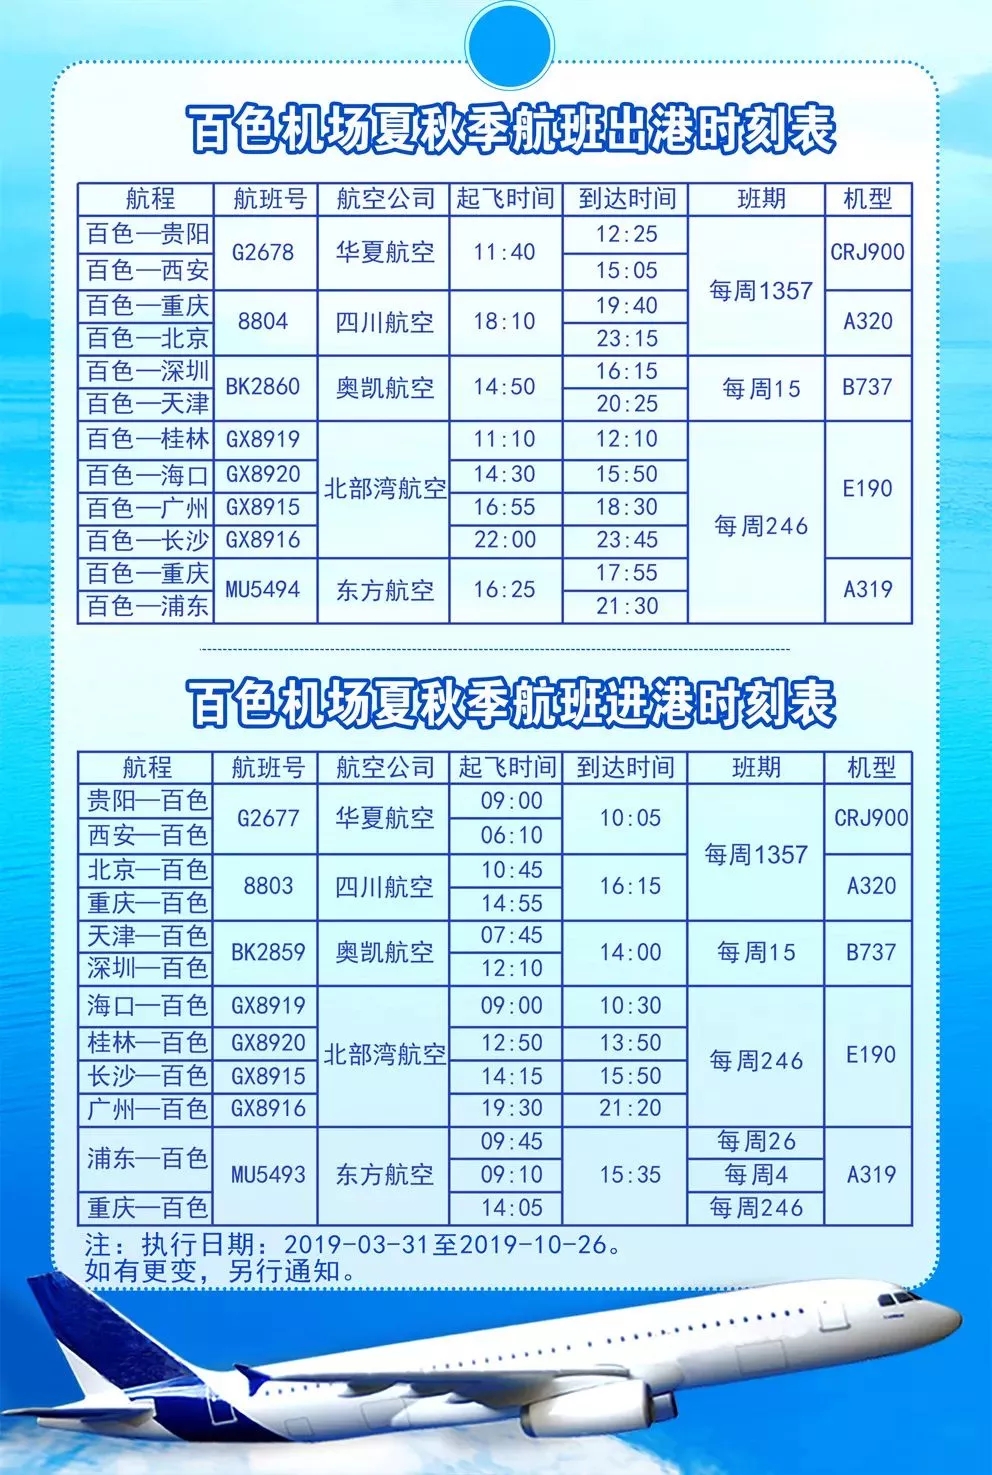 百色机场夏秋季航班出港时刻表
航程 航班号 航空公司 起飞时间 到达时间 班期 机型
百色—贵阳 G2678 华夏航空 11:40 12:25 每周1357 CRJ900
百色—西安 15:05
百色—重庆 8804 四川航空 18:10 19:40 A320
百色—北京 23:15
百色—深圳 BK2860 奥凯航空 14:50 16:15 每周15 B737
百色—天津 20:25
百色—桂林 GX8919 北部湾航空 11:10 12:10 每周246 E190
百色—海口 GX8920 14:30 15:50
百色—广州 GX8915 16:55 18:30
百色—长沙 GX8916 22:00 23:45
百色—重庆 MU5494 东方航空 16:25 17:55 A319
百色—浦东 21:30
百色机场夏秋季航班进港时刻表
航程 航班号 航空公司 起飞时间 到达时间 班期 机型
贵阳—百色 G2677 华夏航空 09:00 10:05 每周1357 CRJ900
西安—百色 06:10
北京—百色 8803 四川航空 10:45 16:15 A320
重庆—百色 14:55
天津—百色 BK2859 奥凯航空 07:45 14:00 每周15 B737
深圳—百色 12:10
海口—百色 GX8919 北部湾航空 09:00 10:30 每周246 E190
桂林—百色 GX8920 12:50 13:50
长沙—百色 GX8915 14:15 15:50
广州—百色 GX8916 19:30 21:20
浦东—百色 MU5493 东方航空 09:45 15:35 每周26 A319
09:10 每周4
重庆—百色 14:05 每周246
注：执行日期：2019-03-31至2019-10-26。
如有更变，另行通知。